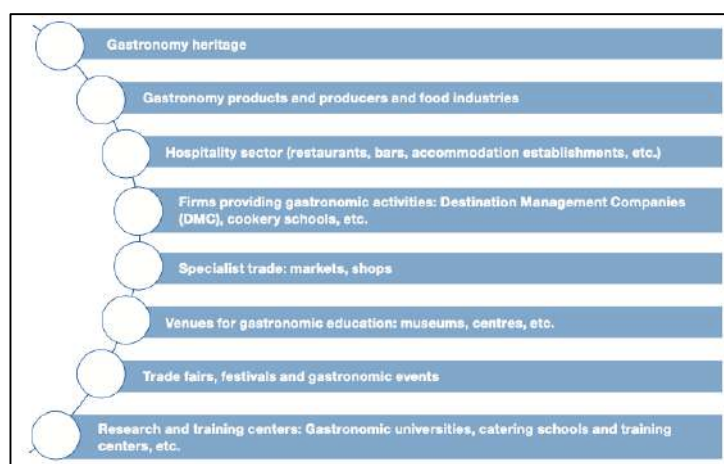 Gastronomy heritage
Gastronomy products and producers and food industries
Hospitality sector (restaurants, bars, accommodation establishments, etc.)
Firms providing gastronomic activities: Destination Management Companies
(DMC), cookery schools, etc.
Specialist trade: markets, shops
Venues for gastronomic education: museums, centres, etc.
Trade fairs, festivals and gastronomic events
Research and training centers: Gastronomic universities, catering schools and training
centers, etc.